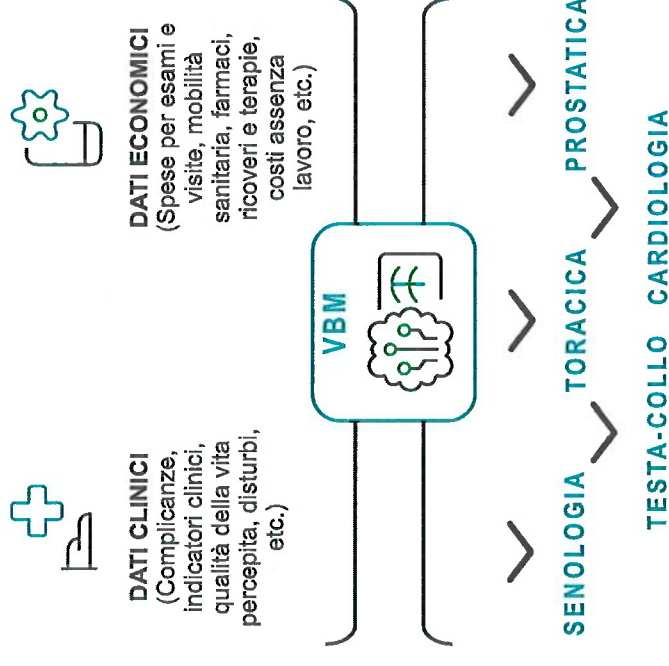 DATI CLINICI
(Complicanze,
indicatori clinici,
qualità della vita
percepita, disturbi,
etc.)
DATI ECONOMICI
(Spese per esami e
visite, mobilità
sanitaria, farmaci,
ricoveri e terapie,
costi assenza
lavoro, etc.)
VBM
SENOLOGIA TORACICA PROSTATICA
TESTA-COLLO CARDIOLOGIA